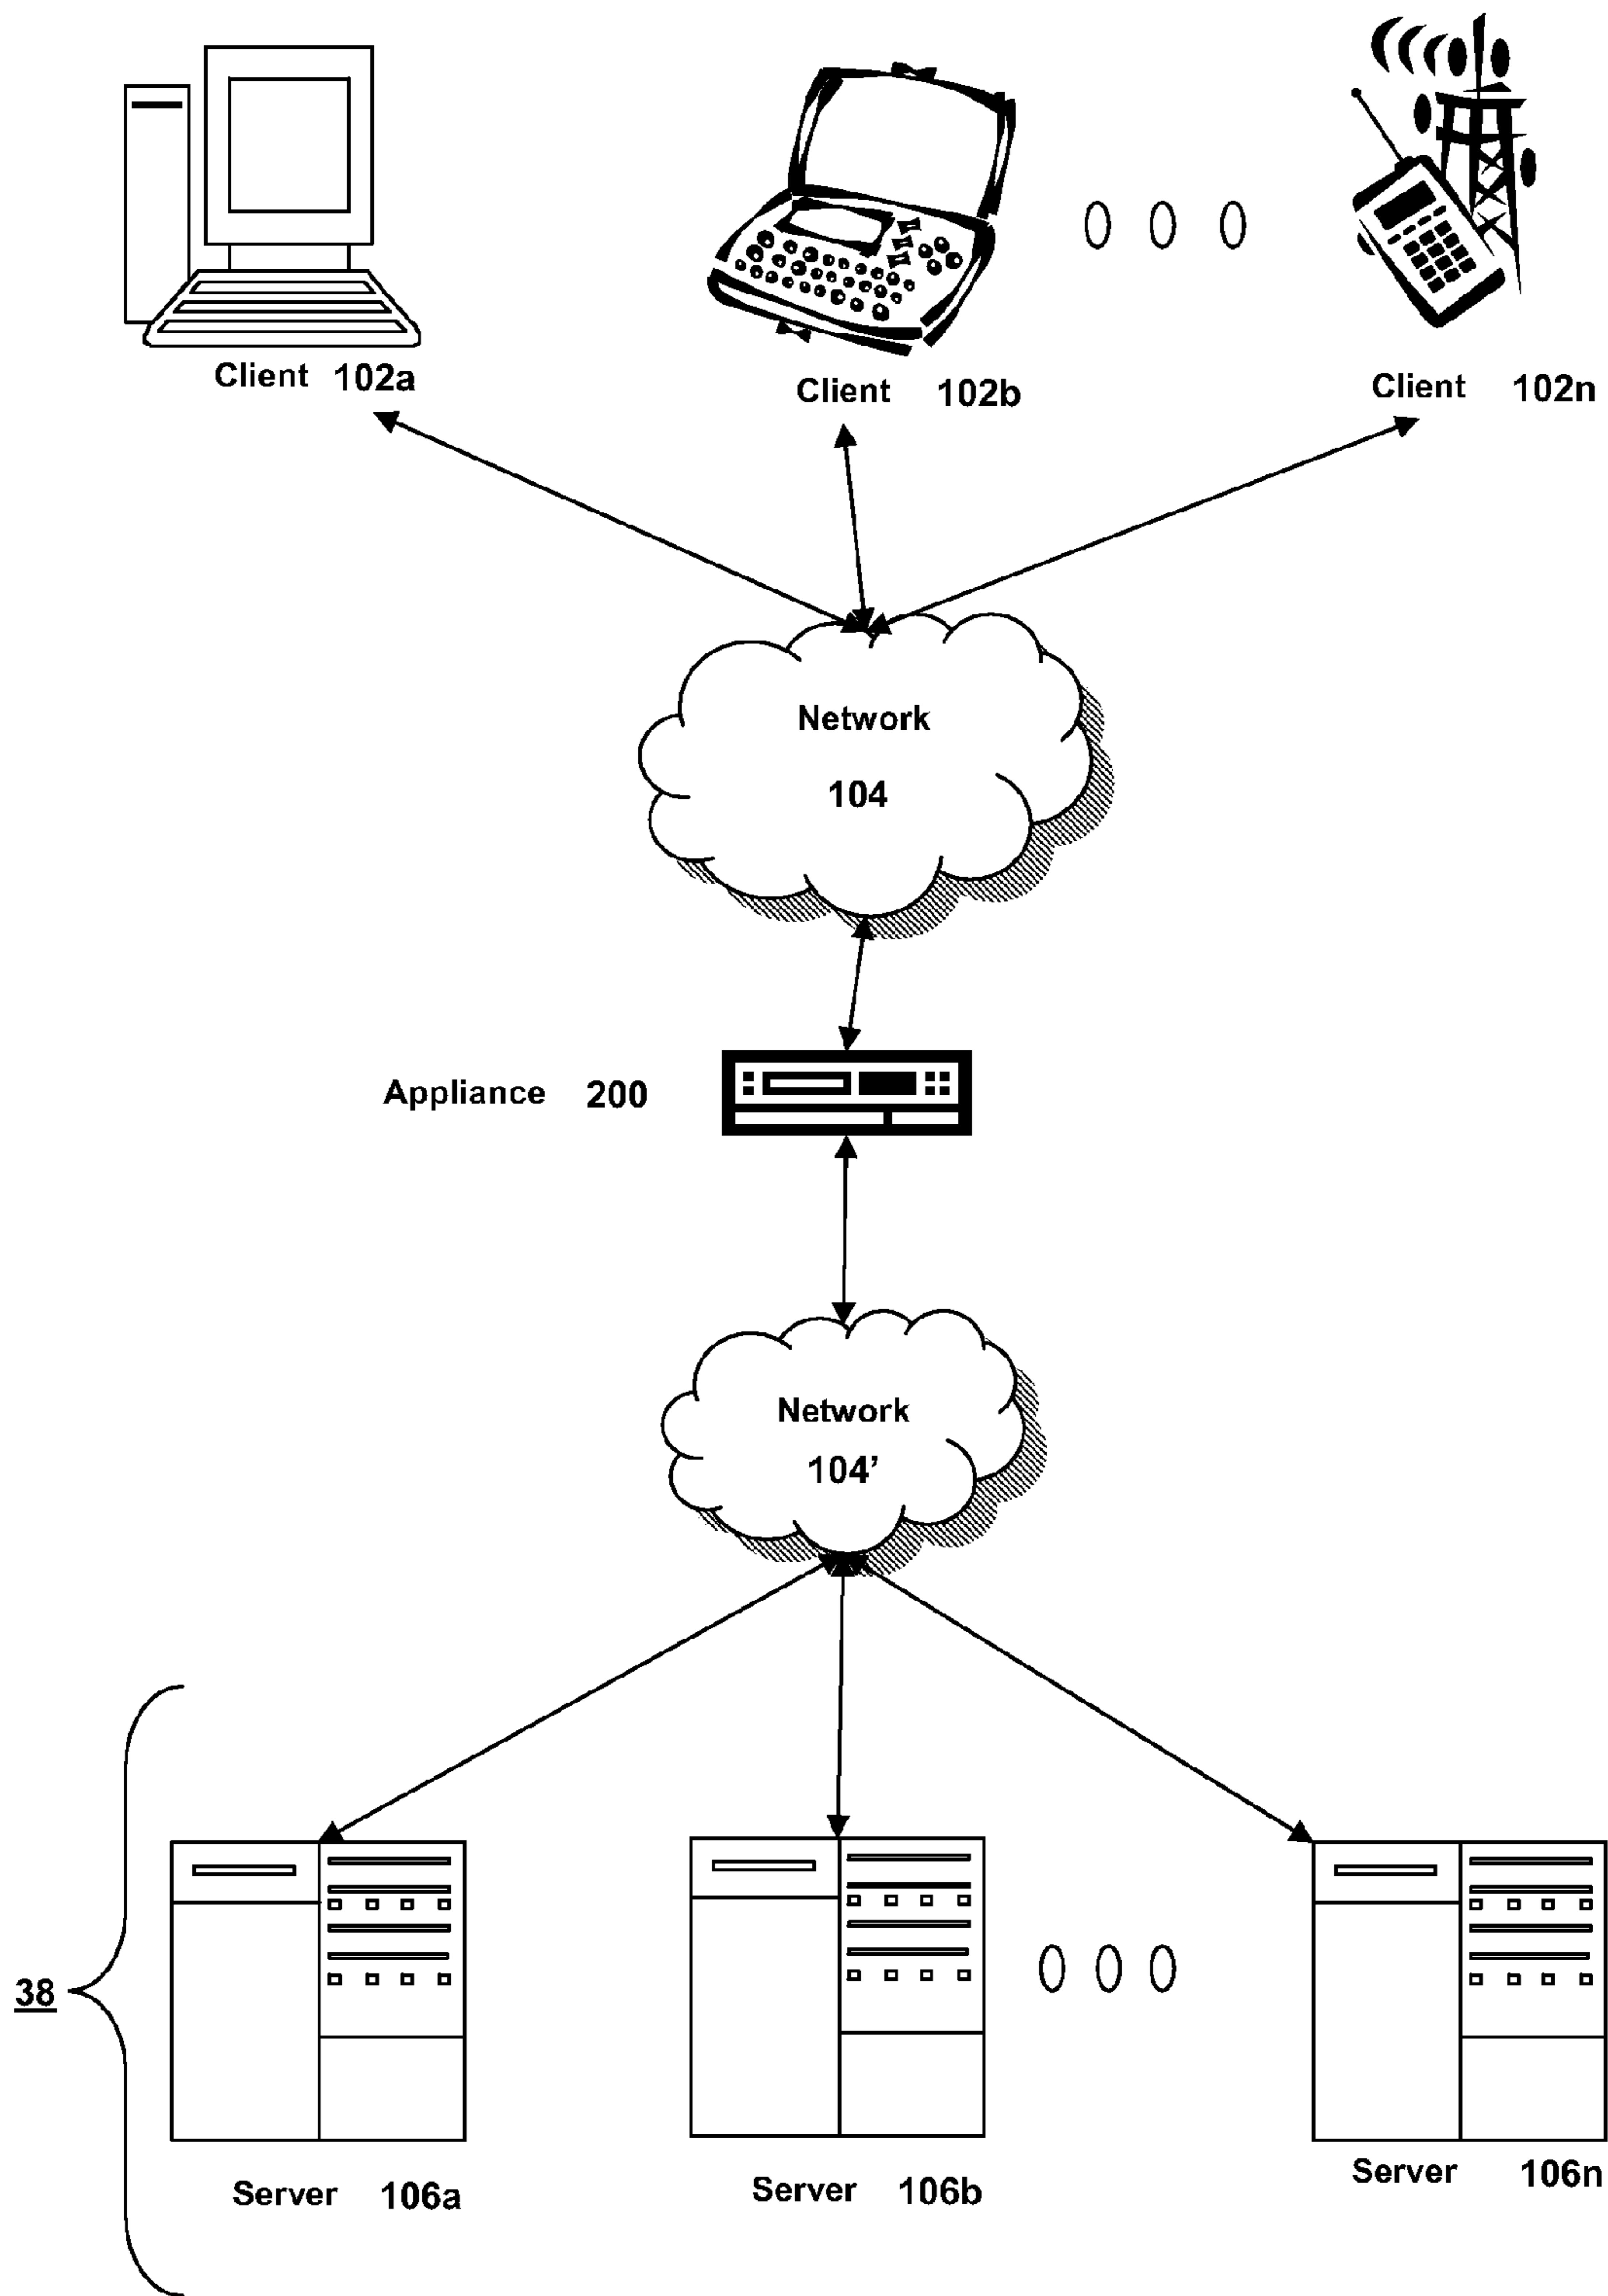 Client 102a
Client 102b
Client 102n
Network
104
Appliance 200
Network
104’
38
Server 106a
Server 106b
Server 106n